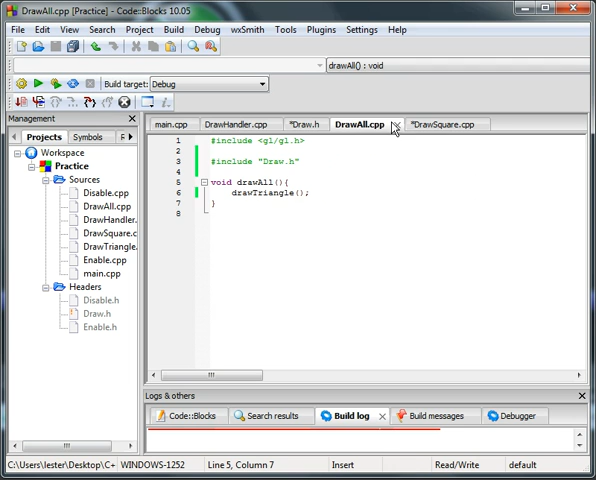 DrawAll.cpp [Practice] - Code::Blocks 10.05
File Edit View Search Project Build Debug wxSmith Tools Plugins Settings Help
drawAll() : void
Build target: Debug
Management
Projects Symbols
main.cpp DrawHandler.cpp *Draw.h DrawAll.cpp *DrawSquare.cpp
Workspace
Practice
Sources
Disable.cpp
DrawAll.cpp
DrawHandler.
DrawSquare.c
DrawTriangle.
Enable.cpp
main.cpp
Headers
Disable.h
Draw.h
Enable.h
1 #include <gl/gl.h>
2
3 #include "Draw.h"
4
5 void drawAll(){
6 drawTriangle();
7 }
8
Logs & others
Code::Blocks Search results Build log Build messages Debugger
C:\Users\lester\Desktop\C+ WINDOWS-1252 Line 5, Column 7 Insert Read/Write default